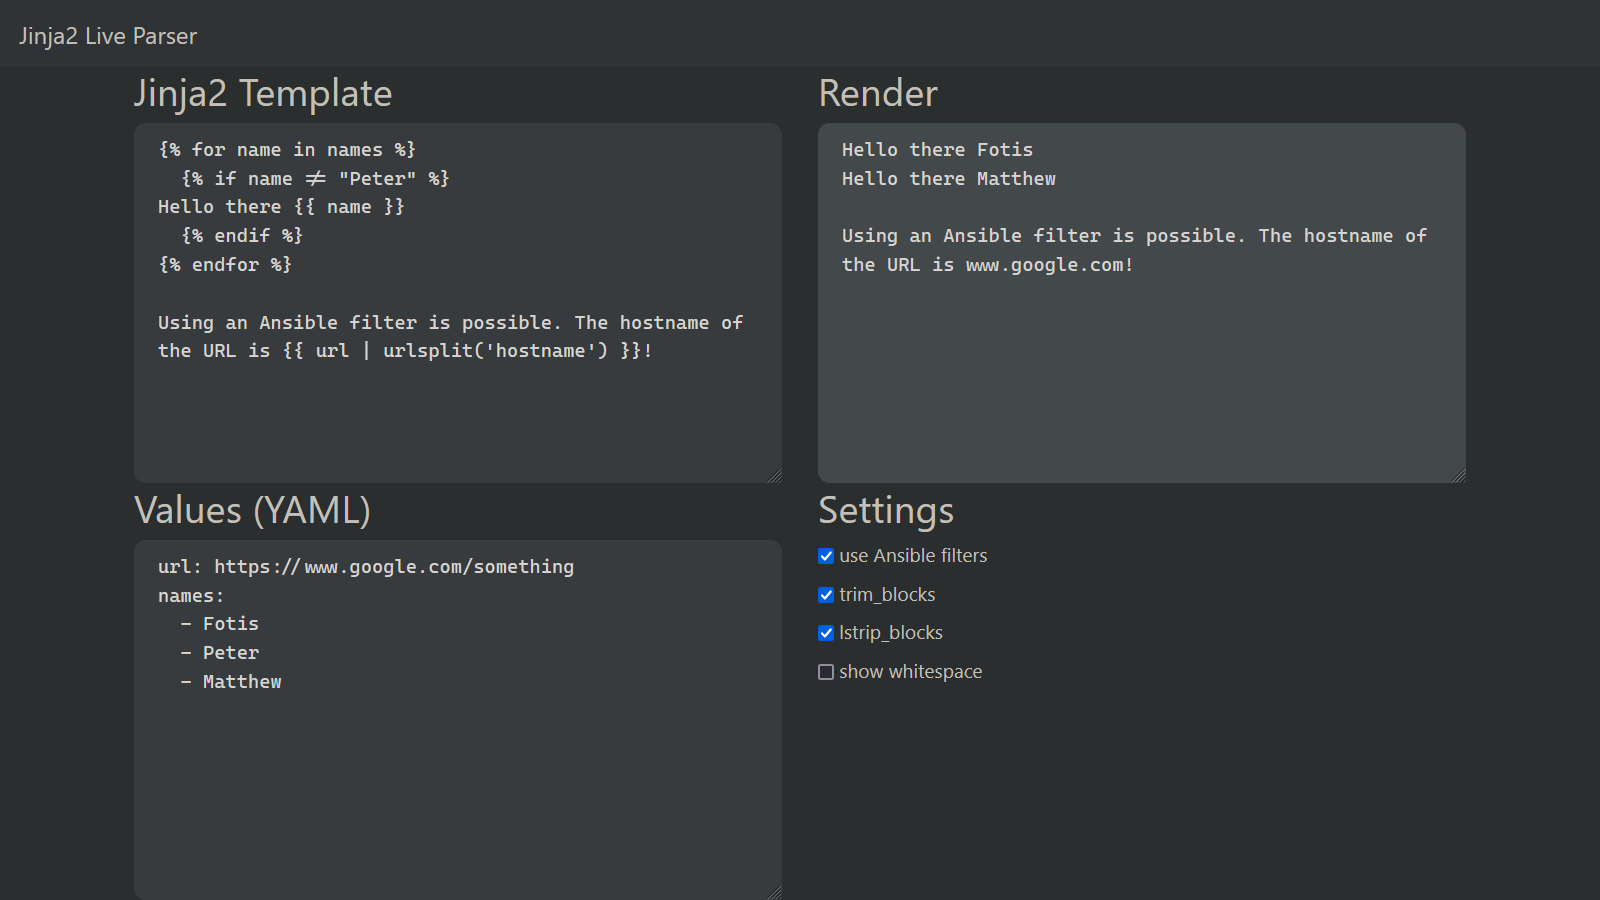 Jinja2 Live Parser
Jinja2 Template
{% for name in names %}
  {% if name != "Peter" %}
Hello there {{ name }}
  {% endif %}
{% endfor %}

Using an Ansible filter is possible. The hostname of
the URL is {{ url | urlsplit('hostname') }}!
Render
Hello there Fotis
Hello there Matthew

Using an Ansible filter is possible. The hostname of
the URL is www.google.com!
Values (YAML)
url: https://www.google.com/something
names:
  - Fotis
  - Peter
  - Matthew
Settings
use Ansible filters
trim_blocks
lstrip_blocks
show whitespace